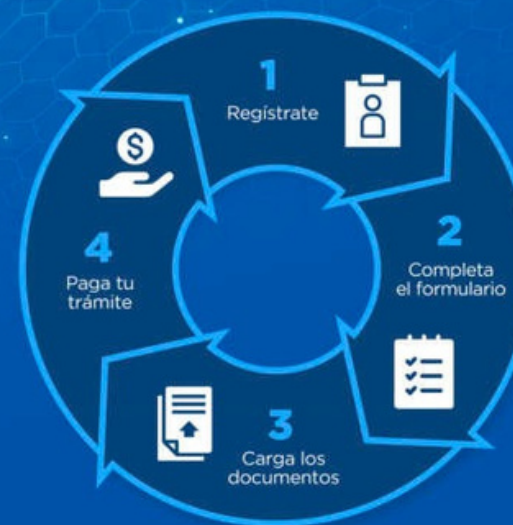 1
Regístrate
2
Completa
el formulario
3
Carga los
documentos
4
Paga tu
trámite
$